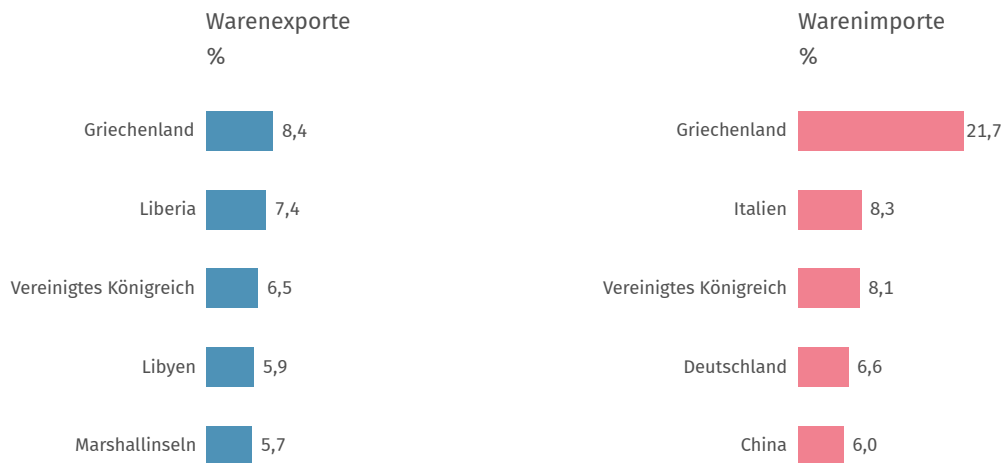 Warenexporte
%
Griechenland 8,4
Liberia 7,4
Vereinigtes Königreich 6,5
Libyen 5,9
Marshallinseln 5,7
Warenimporte
%
Griechenland 21,7
Italien 8,3
Vereinigtes Königreich 8,1
Deutschland 6,6
China 6,0